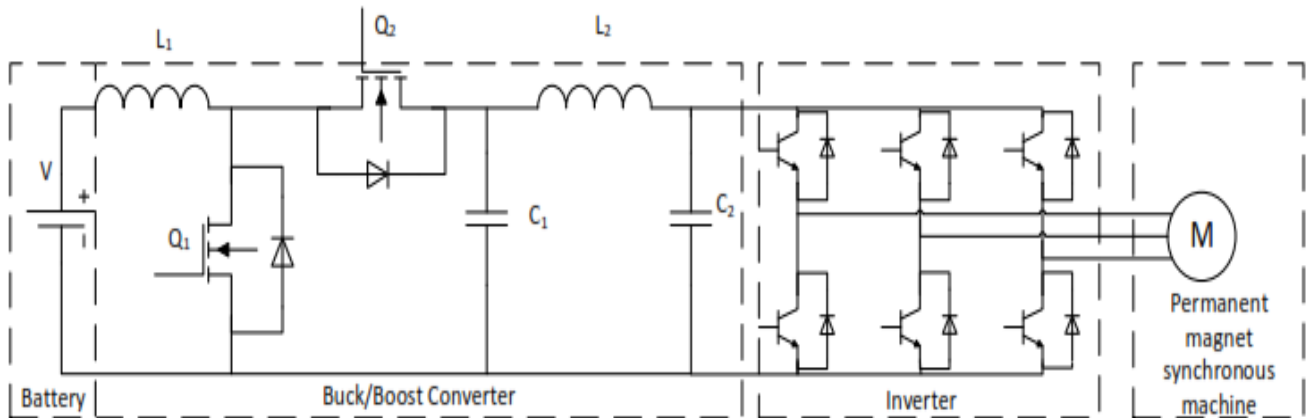 L₁
Q₂
L₂
V
+
Q₁
C₁
C₂
M
Permanent
magnet
synchronous
machine
Battery
Buck/Boost Converter
Inverter